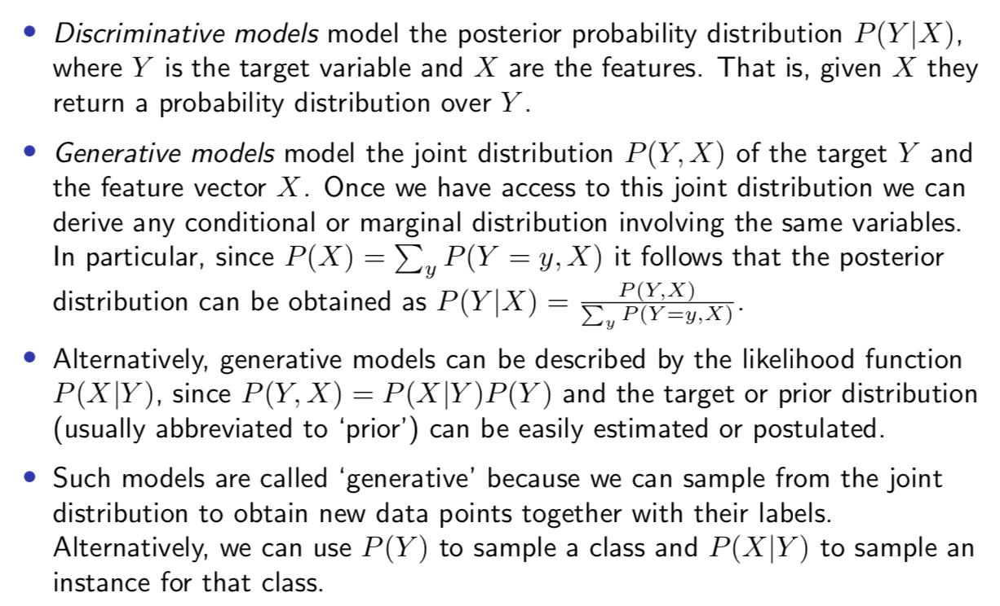 • Discriminative models model the posterior probability distribution P(Y|X),
where Y is the target variable and X are the features. That is, given X they
return a probability distribution over Y.
• Generative models model the joint distribution P(Y, X) of the target Y and
the feature vector X. Once we have access to this joint distribution we can
derive any conditional or marginal distribution involving the same variables.
In particular, since P(X) = ∑_y P(Y = y, X) it follows that the posterior
distribution can be obtained as P(Y|X) = P(Y,X) / ∑_y P(Y=y,X).
• Alternatively, generative models can be described by the likelihood function
P(X|Y), since P(Y, X) = P(X|Y)P(Y) and the target or prior distribution
(usually abbreviated to ‘prior’) can be easily estimated or postulated.
• Such models are called ‘generative’ because we can sample from the joint
distribution to obtain new data points together with their labels.
Alternatively, we can use P(Y) to sample a class and P(X|Y) to sample an
instance for that class.